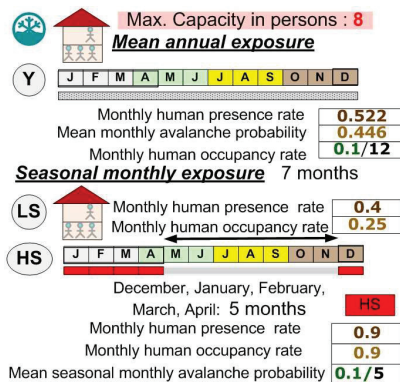 Max. Capacity in persons : 8
Mean annual exposure
Y
J F M A M J J A S O N D
Monthly human presence rate 0.522
Mean monthly avalanche probability 0.446
Monthly human occupancy rate 0.1/12
Seasonal monthly exposure 7 months
LS
Monthly human presence rate 0.4
Monthly human occupancy rate 0.25
HS
J F M A M J J A S O N D
December, January, February,
March, April: 5 months HS
Monthly human presence rate 0.9
Monthly human occupancy rate 0.9
Mean seasonal monthly avalanche probability 0.1/5